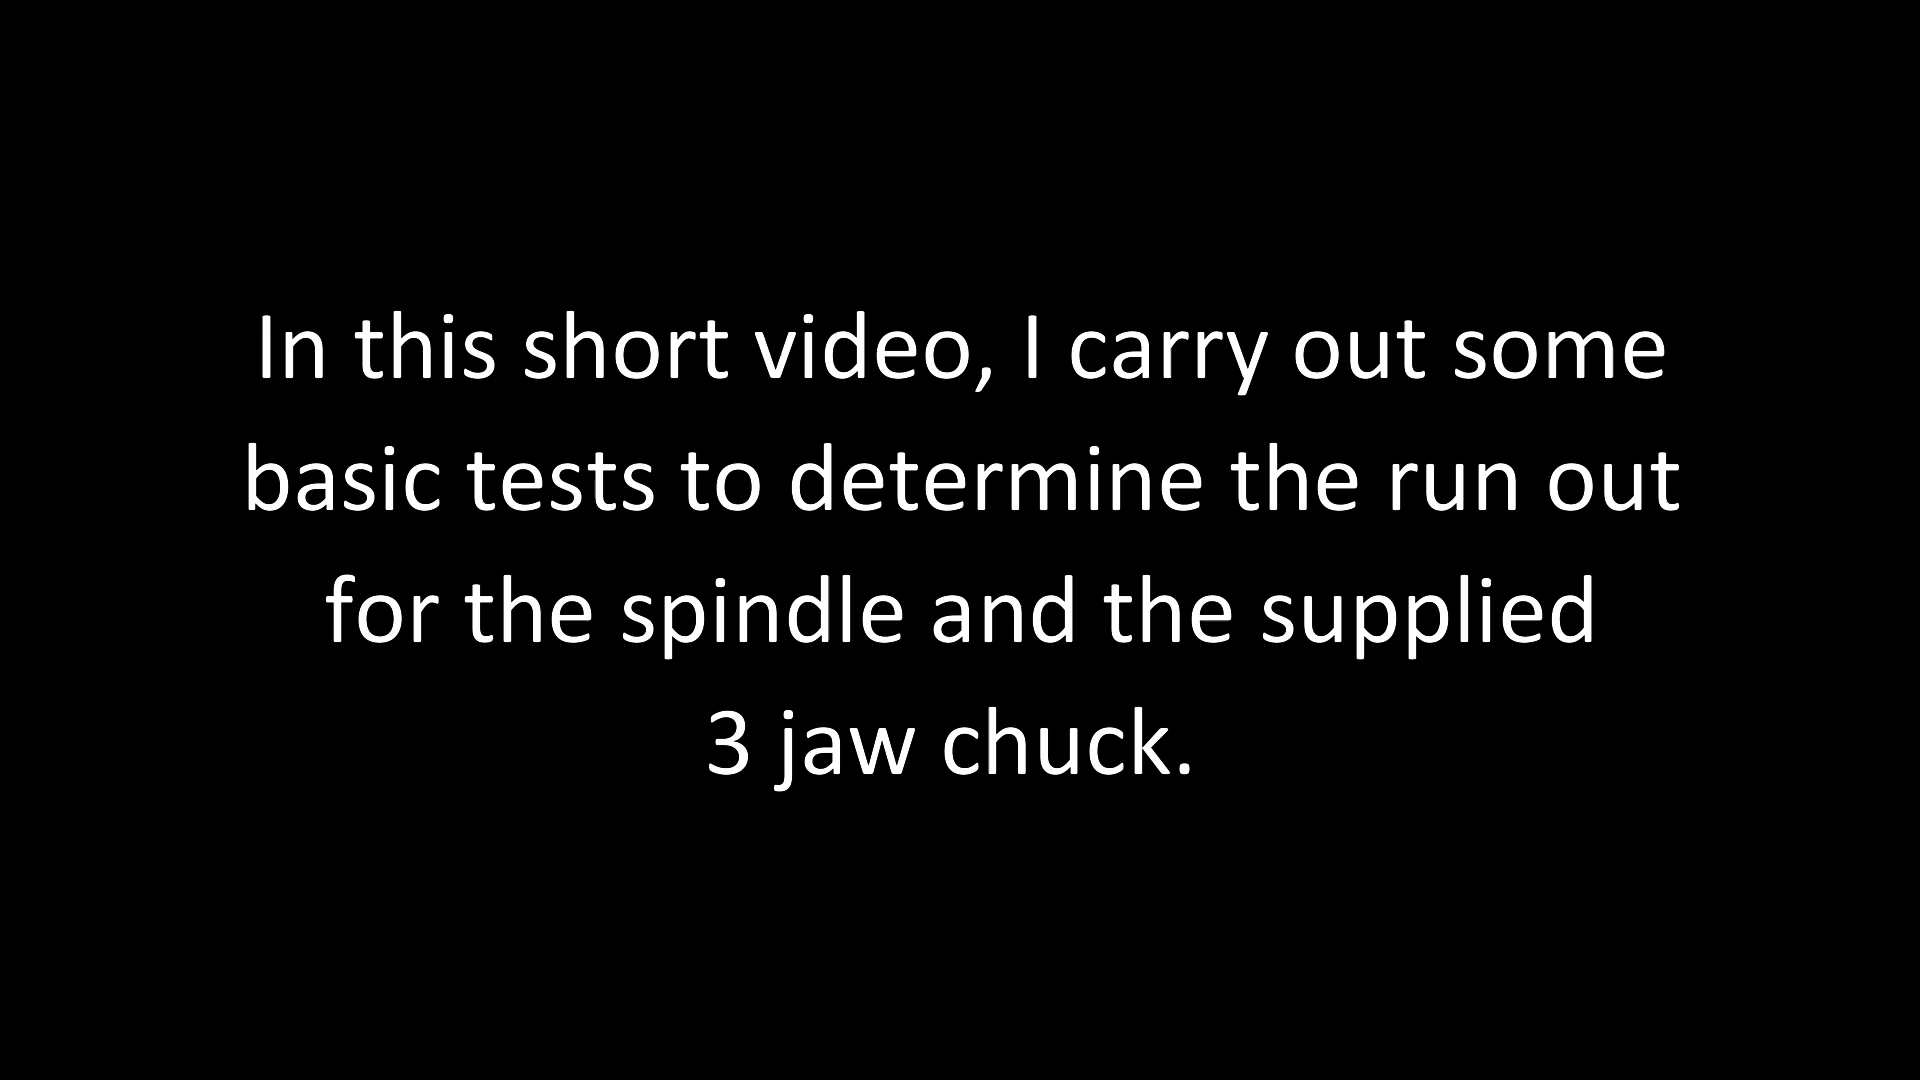 In this short video, I carry out some
basic tests to determine the run out
for the spindle and the supplied
3 jaw chuck.